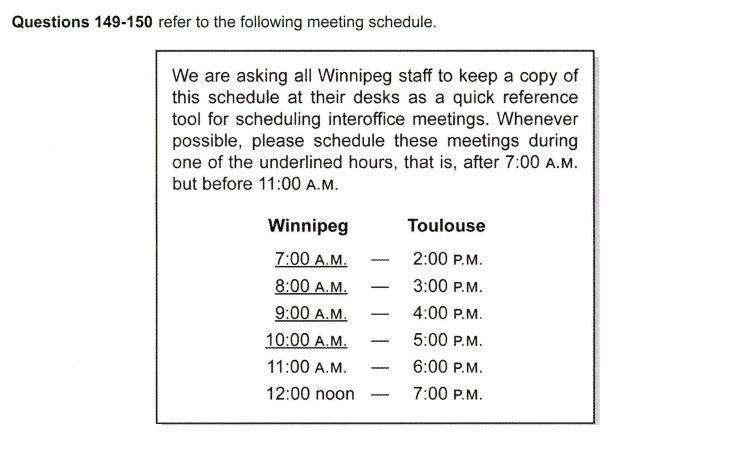 Questions 149-150 refer to the following meeting schedule.
We are asking all Winnipeg staff to keep a copy of
this schedule at their desks as a quick reference
tool for scheduling interoffice meetings. Whenever
possible, please schedule these meetings during
one of the underlined hours, that is, after 7:00 A.M.
but before 11:00 A.M.
Winnipeg Toulouse
7:00 A.M. — 2:00 P.M.
8:00 A.M. — 3:00 P.M.
9:00 A.M. — 4:00 P.M.
10:00 A.M. — 5:00 P.M.
11:00 A.M. — 6:00 P.M.
12:00 noon — 7:00 P.M.